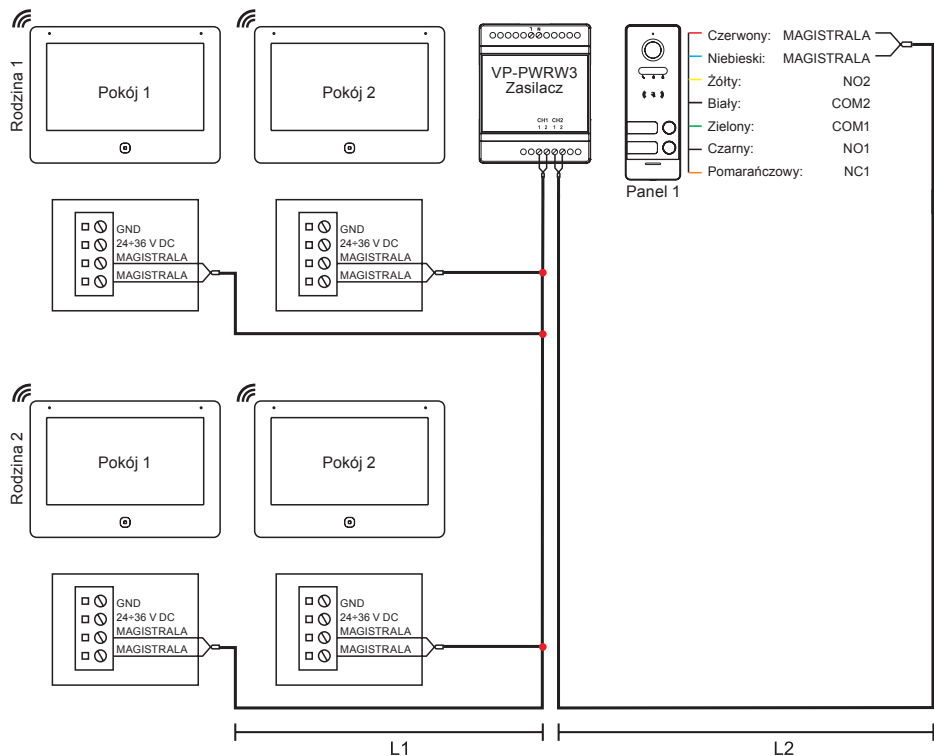 Rodzina 1
Pokój 1
Pokój 2
L N
VP-PWRW3
Zasilacz
CH1 CH2
1 2 1 2
Czerwony: MAGISTRALA
Niebieski: MAGISTRALA
Żółty: NO2
Biały: COM2
Zielony: COM1
Czarny: NO1
Pomarańczowy: NC1
Panel 1
GND
24÷36 V DC
MAGISTRALA
MAGISTRALA
GND
24÷36 V DC
MAGISTRALA
MAGISTRALA
Rodzina 2
Pokój 1
Pokój 2
GND
24÷36 V DC
MAGISTRALA
MAGISTRALA
GND
24÷36 V DC
MAGISTRALA
MAGISTRALA
L1
L2